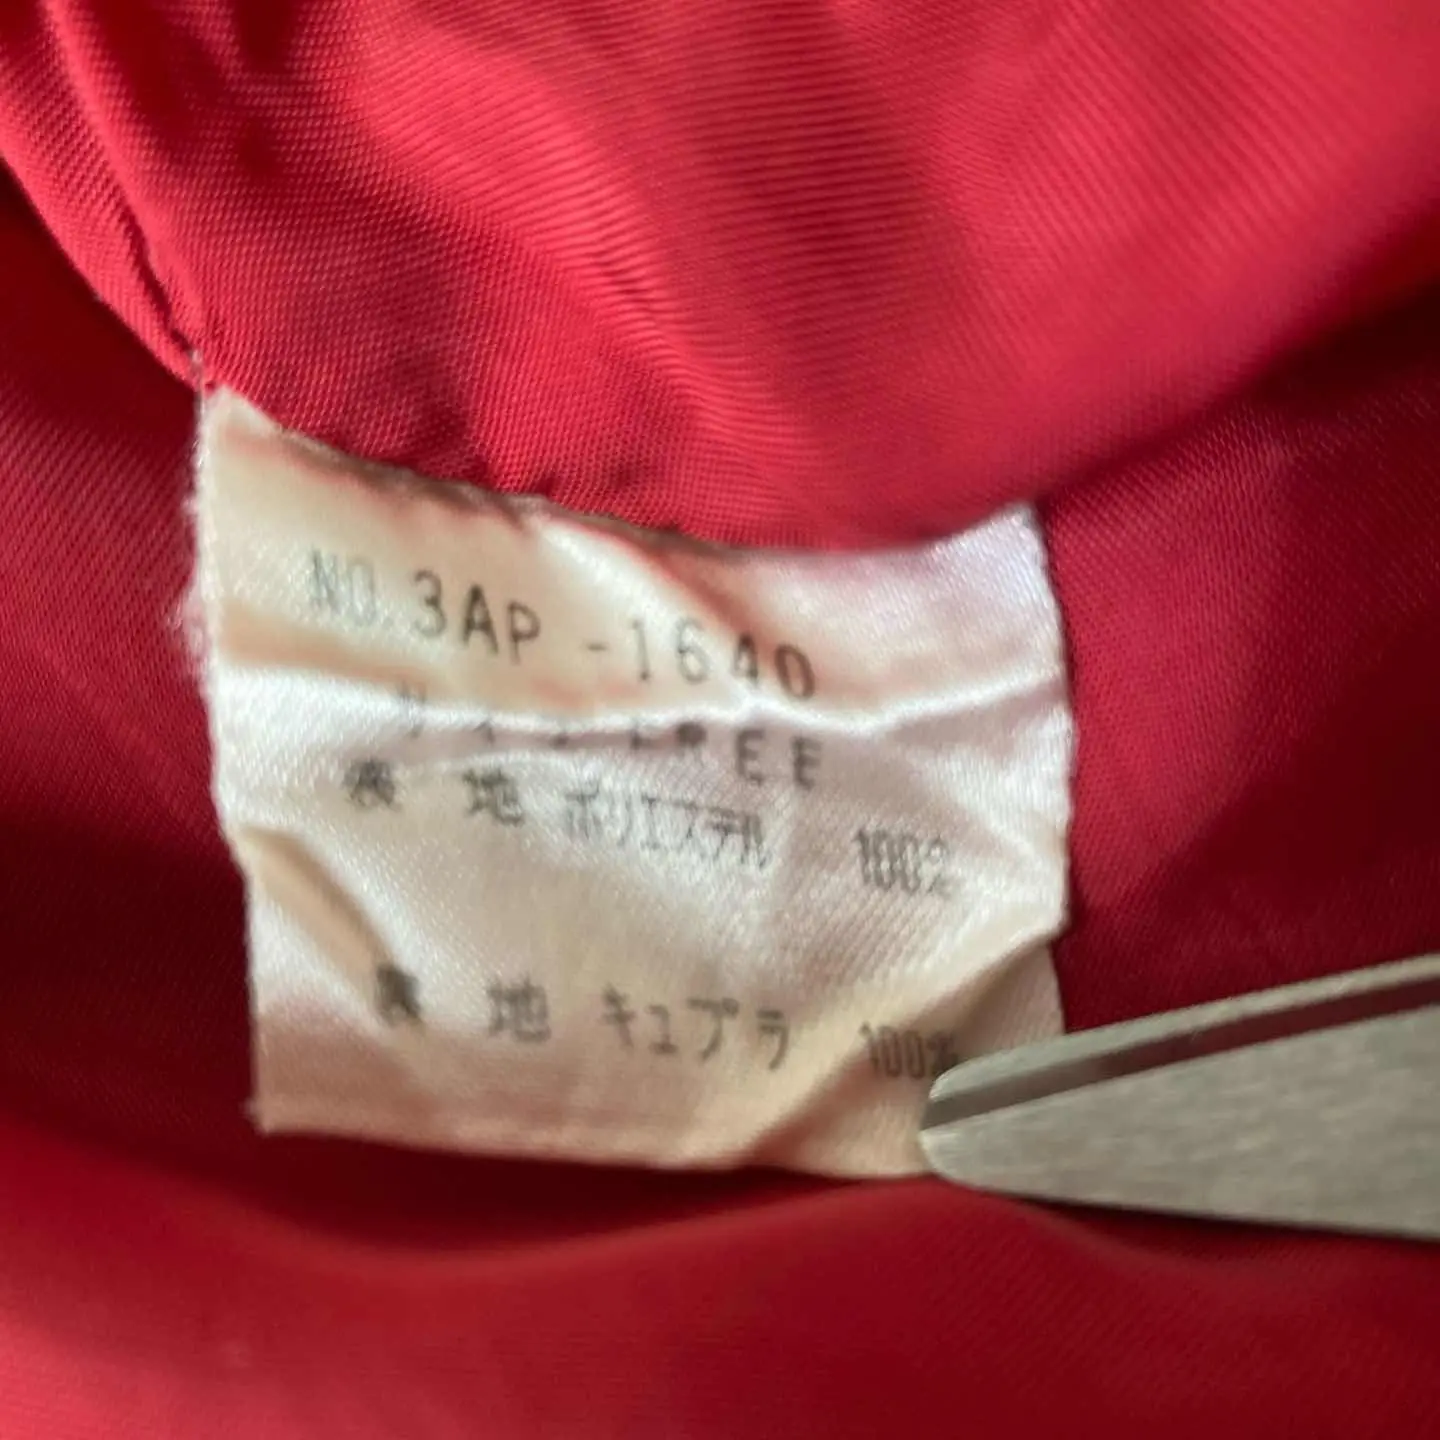 NO.3AP-1640
サイズ FREE
表 地 ポリエステル 100%
表 地 キュプラ 100%